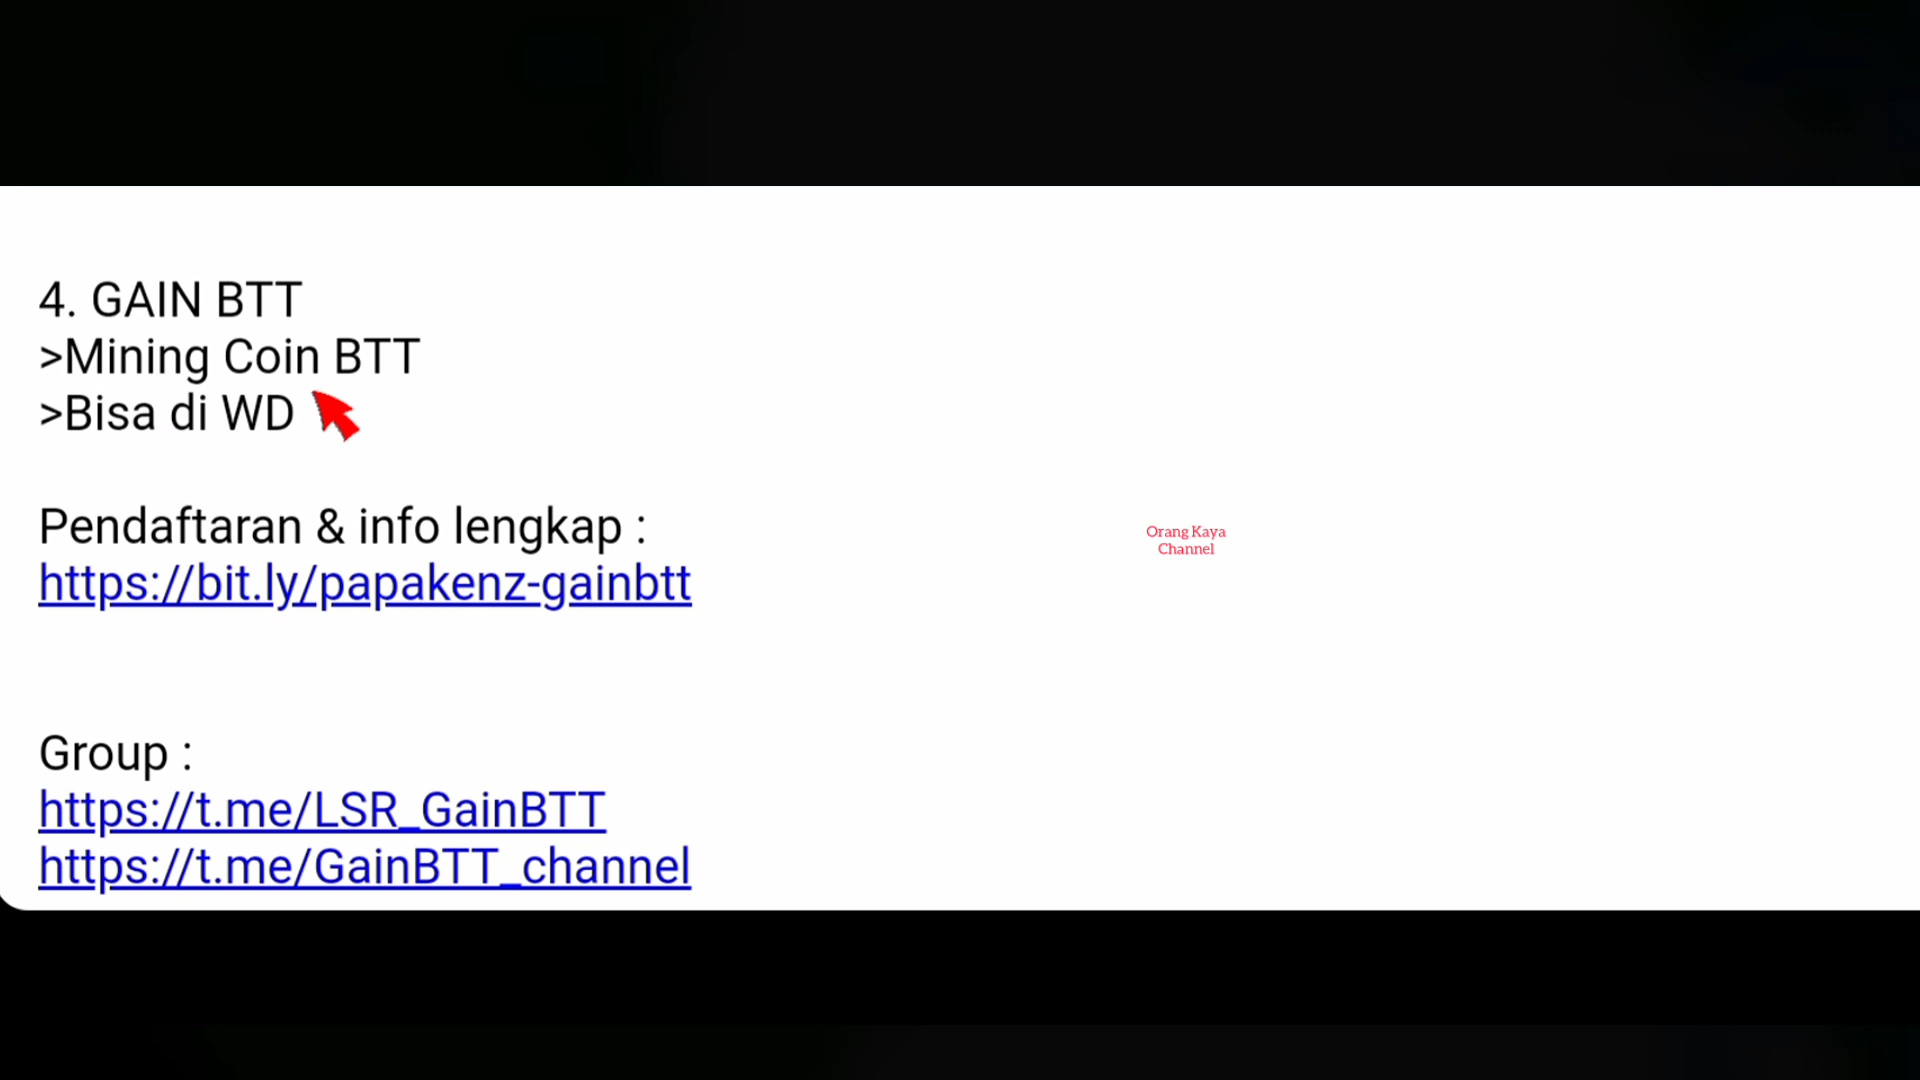 4. GAIN BTT
>Mining Coin BTT
>Bisa di WD
Pendaftaran & info lengkap :
https://bit.ly/papakenz-gainbtt
Orang Kaya
Channel
Group :
https://t.me/LSR_GainBTT
https://t.me/GainBTT_channel